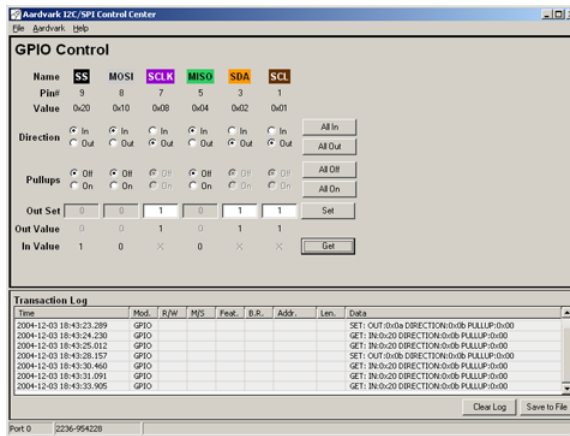 Aardvark I2C/SPI Control Center
File Aardvark Help
GPIO Control
Name SS MOSI SCLK MISO SDA SCL
Pin# 9 8 7 5 3 1
Value 0x20 0x10 0x08 0x04 0x02 0x01
Direction In In In In In In All In
Out Out Out Out Out Out All Out
Pullups Off Off Off Off Off Off All Off
On On On On On On All On
Out Set 0 0 1 0 1 1 Set
Out Value 0 0 1 0 1 1
In Value 1 0 X 0 X X Get
Transaction Log
Time Mod. R/W M/S Feat. B.R. Addr. Len. Data
2004-12-03 18:43:23.289 GPIO SET: OUT:0x0a DIRECTION:0x0b PULLUP:0x00
2004-12-03 18:43:24.230 GPIO GET: IN:0x20 DIRECTION:0x0b PULLUP:0x00
2004-12-03 18:43:25.012 GPIO GET: IN:0x20 DIRECTION:0x0b PULLUP:0x00
2004-12-03 18:43:28.157 GPIO SET: OUT:0x0b DIRECTION:0x0b PULLUP:0x00
2004-12-03 18:43:30.460 GPIO GET: IN:0x20 DIRECTION:0x0b PULLUP:0x00
2004-12-03 18:43:31.091 GPIO GET: IN:0x20 DIRECTION:0x0b PULLUP:0x00
2004-12-03 18:43:33.905 GPIO GET: IN:0x20 DIRECTION:0x0b PULLUP:0x00
Clear Log Save to File
Port 0 2236-954228